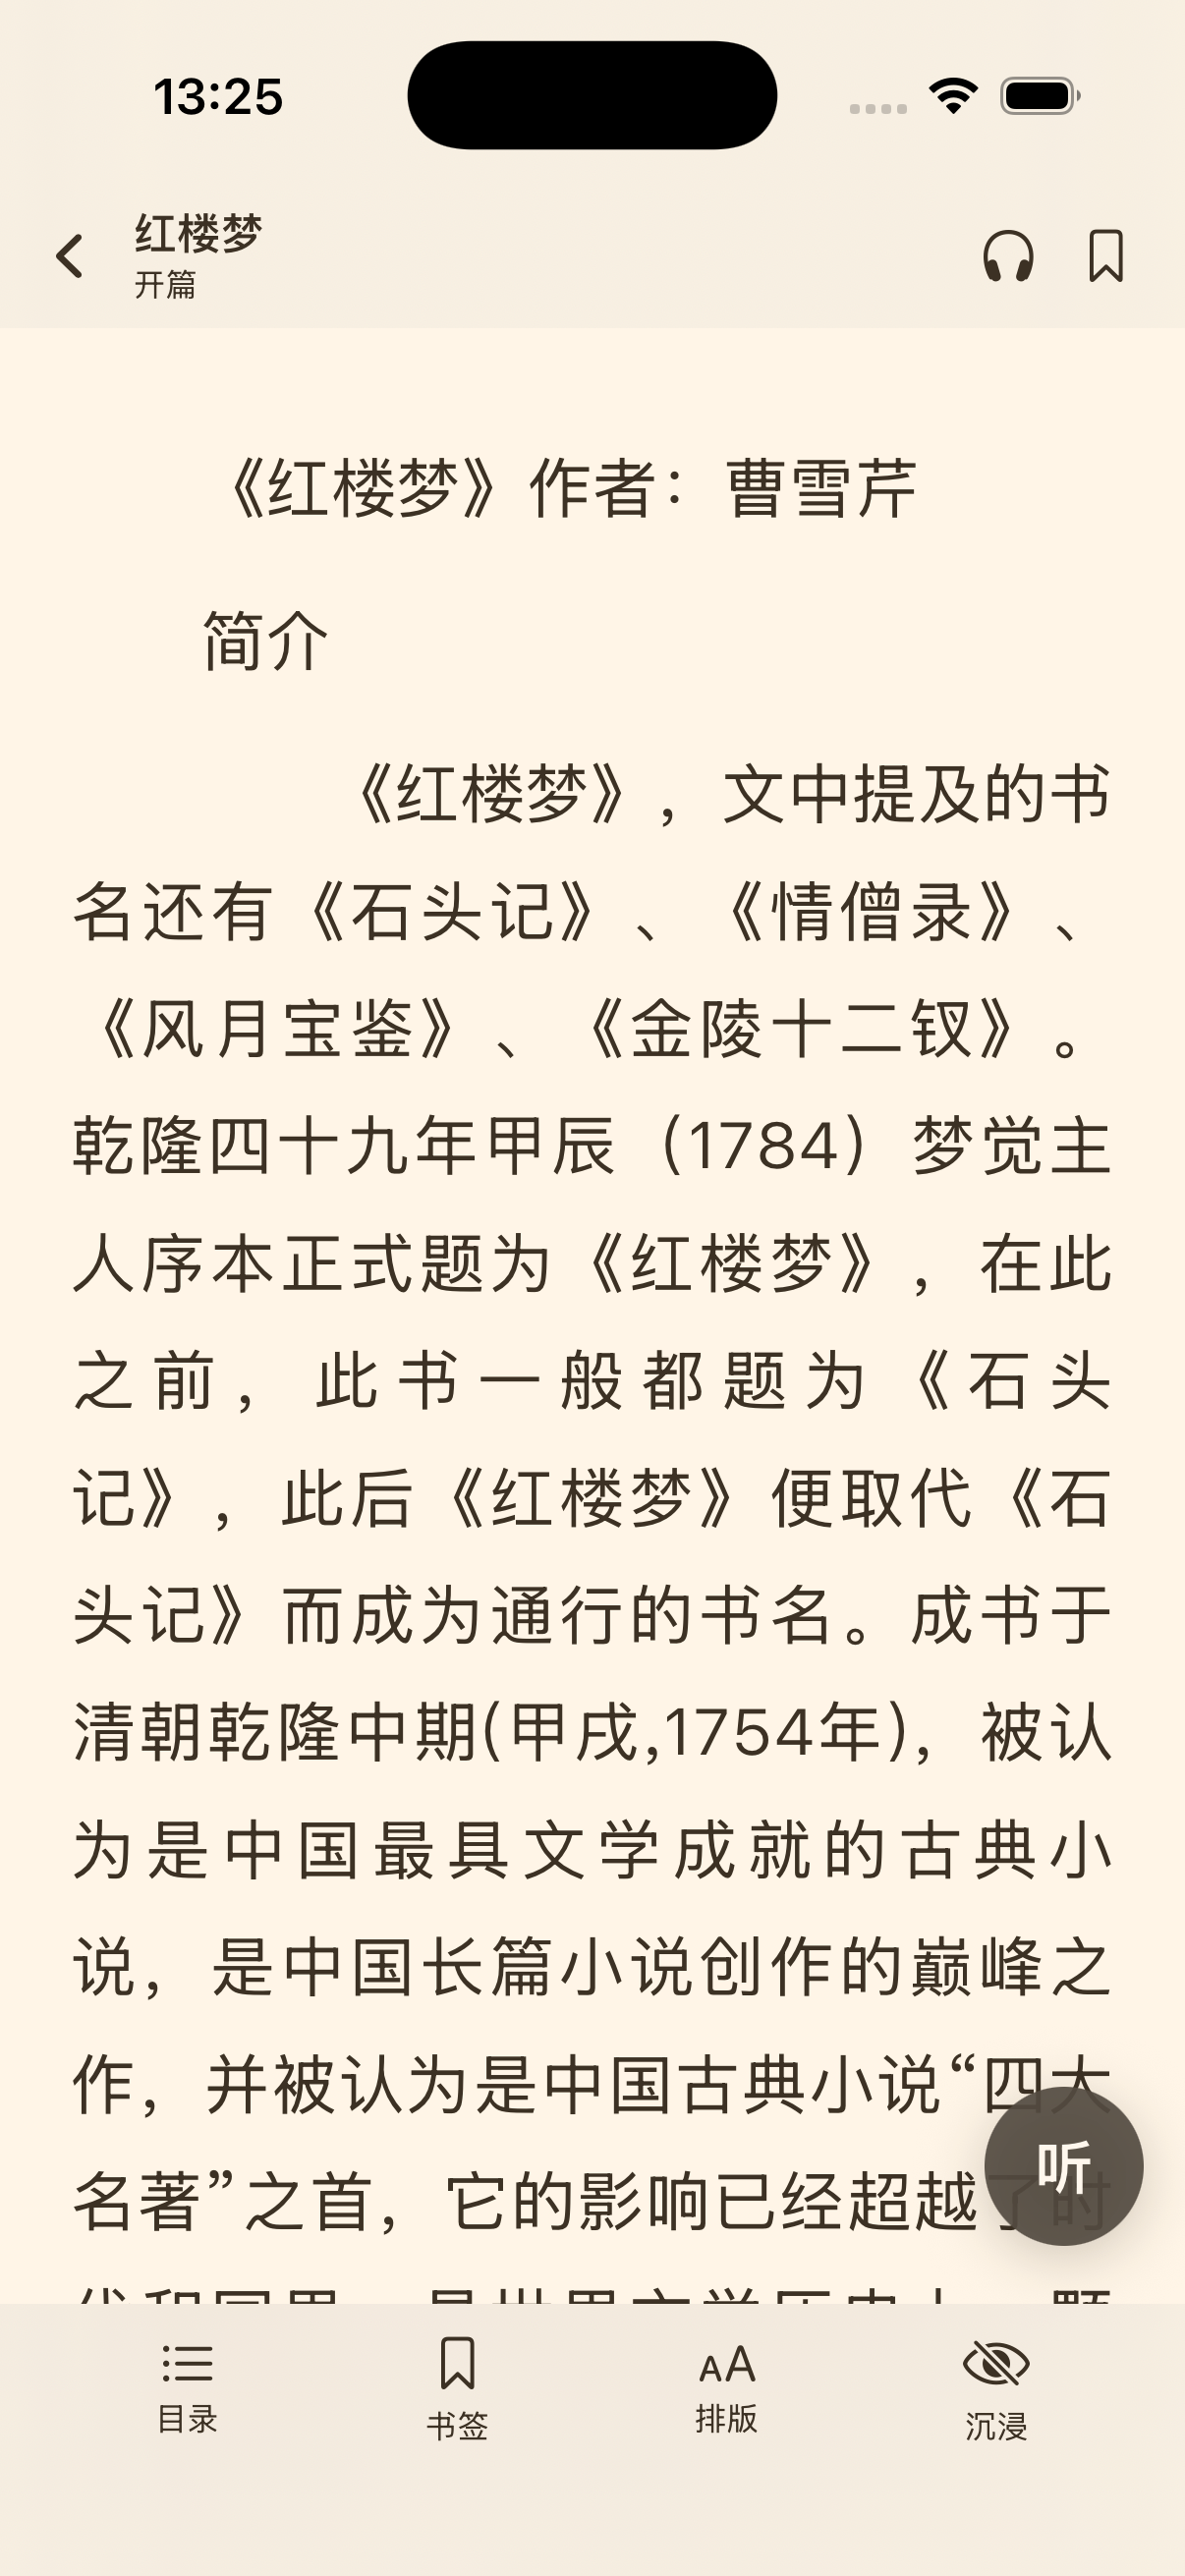 13:25
红楼梦
开篇
《红楼梦》作者：曹雪芹
简介
《红楼梦》，文中提及的书
名还有《石头记》、《情僧录》、
《风月宝鉴》、《金陵十二钗》。
乾隆四十九年甲辰（1784）梦觉主
人序本正式题为《红楼梦》，在此
之前，此书一般都题为《石头
记》，此后《红楼梦》便取代《石
头记》而成为通行的书名。成书于
清朝乾隆中期(甲戌,1754年)，被认
为是中国最具文学成就的古典小
说，是中国长篇小说创作的巅峰之
作，并被认为是中国古典小说“四大
名著”之首，它的影响已经超越了时
听
目录
书签
排版
沉浸